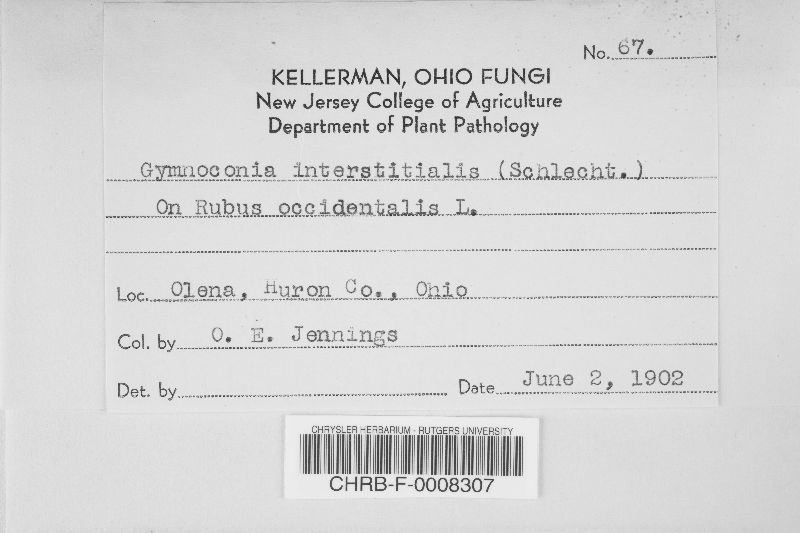 No. 67.
KELLERMAN, OHIO FUNGI
New Jersey College of Agriculture
Department of Plant Pathology
Gymnoconia interstitialis (Schlecht.)
On Rubus occidentalis L.
Loc. Olena, Huron Co., Ohio
Col. by O. E. Jennings
Det. by Date June 2, 1902
CHRYSLER HERBARIUM - RUTGERS UNIVERSITY
CHRB-F-0008307